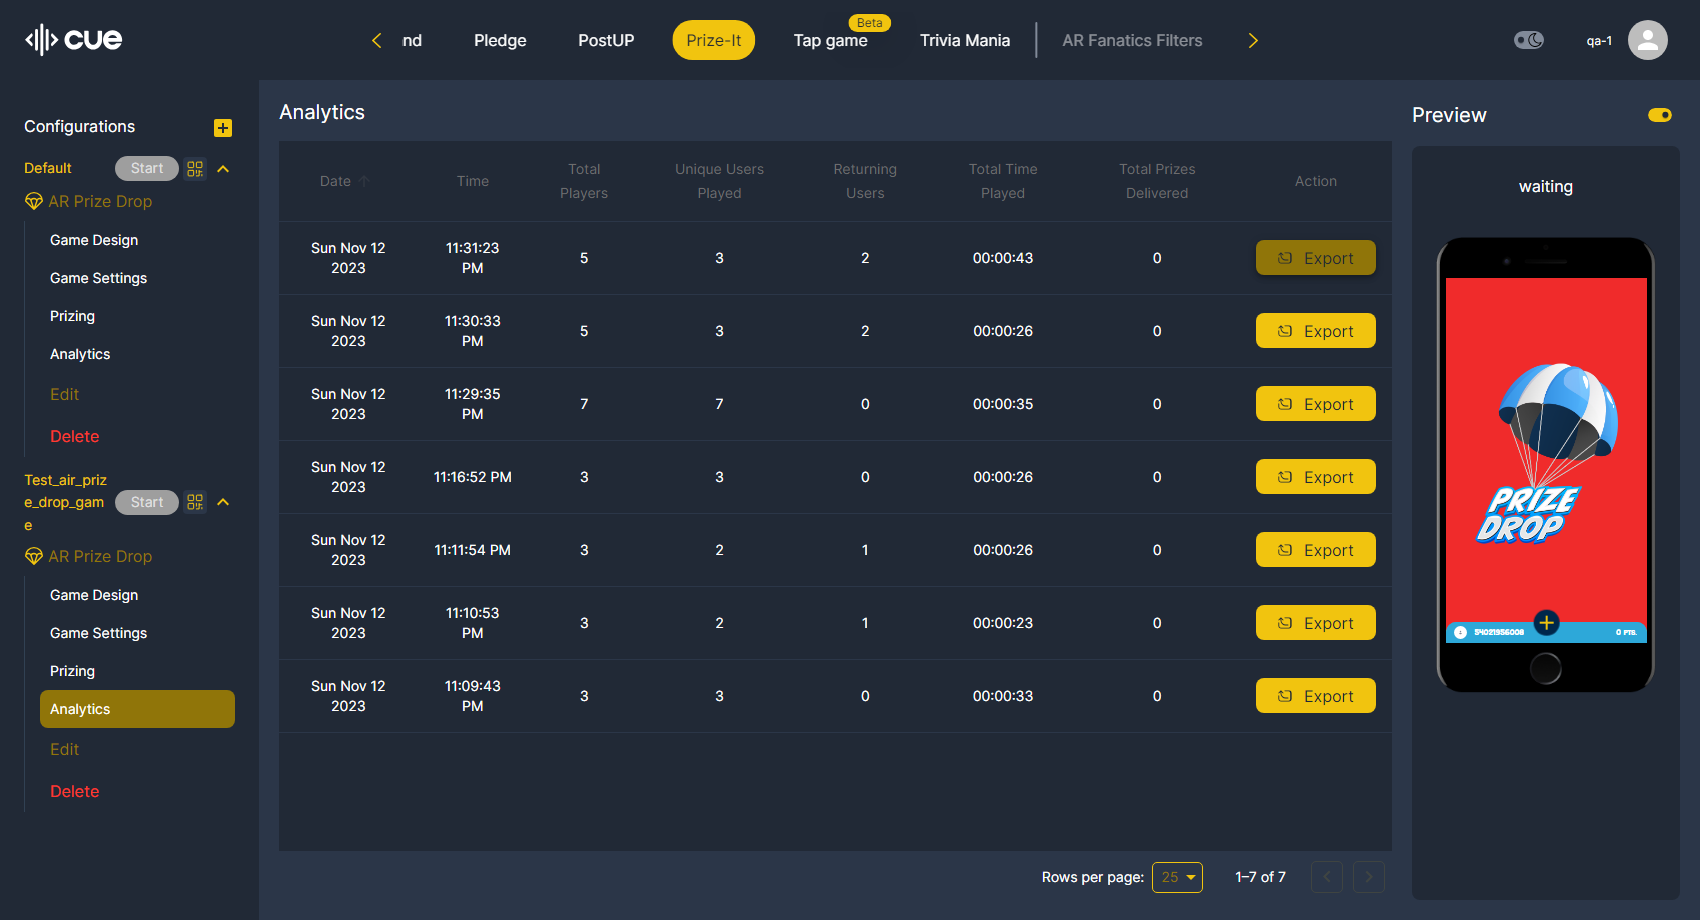 cue
nd
Pledge
PostUP
Prize-It
Beta
Tap game
Trivia Mania
AR Fanatics Filters
qa-1
Configurations
Default
Start
AR Prize Drop
Game Design
Game Settings
Prizing
Analytics
Edit
Delete
Test_air_priz
e_drop_gam
e
Start
AR Prize Drop
Game Design
Game Settings
Prizing
Analytics
Edit
Delete
Analytics
Date
Time
Total
Players
Unique Users
Played
Returning
Users
Total Time
Played
Total Prizes
Delivered
Action
Sun Nov 12
2023
11:31:23
PM
5
3
2
00:00:43
0
Export
Sun Nov 12
2023
11:30:33
PM
5
3
2
00:00:26
0
Export
Sun Nov 12
2023
11:29:35
PM
7
7
0
00:00:35
0
Export
Sun Nov 12
2023
11:16:52 PM
3
3
0
00:00:26
0
Export
Sun Nov 12
2023
11:11:54 PM
3
2
1
00:00:26
0
Export
Sun Nov 12
2023
11:10:53
PM
3
2
1
00:00:23
0
Export
Sun Nov 12
2023
11:09:43
PM
3
3
0
00:00:33
0
Export
Rows per page:
25
1–7 of 7
Preview
waiting
PRIZE
DROP
54021956008
0 PTS.